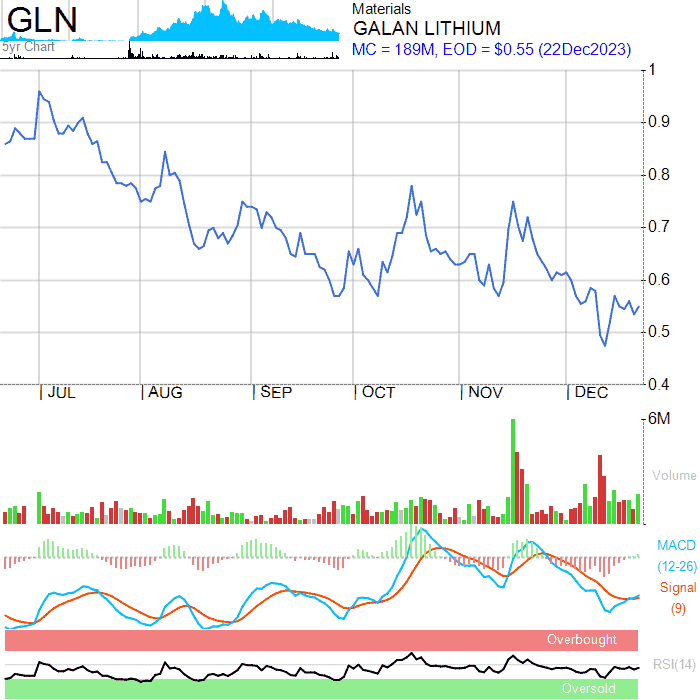 GLN
5yr Chart
Materials
GALAN LITHIUM
MC = 189M, EOD = $0.55 (22Dec2023)
1
0.9
0.8
0.7
0.6
0.5
0.4
JUL AUG SEP OCT NOV DEC
6M
Volume
MACD
(12-26)
Signal
(9)
Overbought
RSI(14)
Oversold